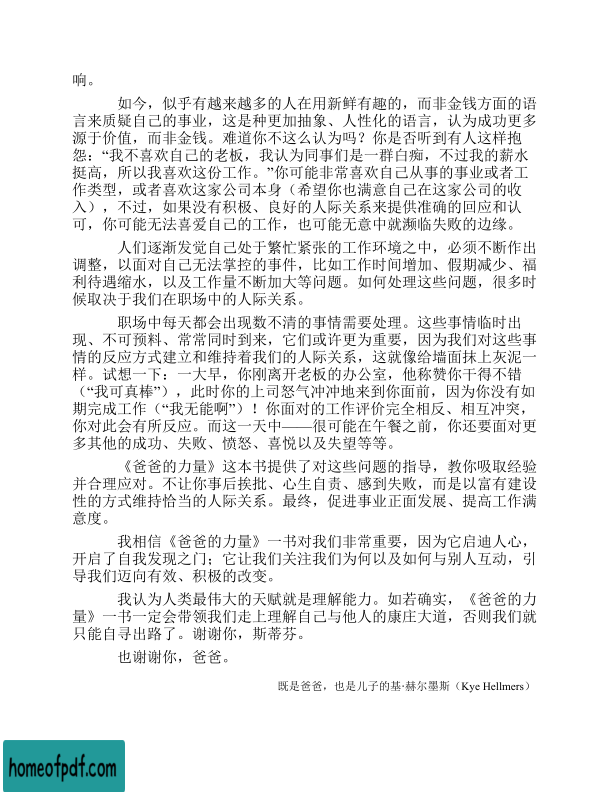 响。
如今，似乎有越来越多的人在用新鲜有趣的，而非金钱方面的语
言来质疑自己的事业，这是种更加抽象、人性化的语言，认为成功更多
源于价值，而非金钱。难道你不这么认为吗？你是否听到有人这样抱
怨：“我不喜欢自己的老板，我认为同事们是一群白痴，不过我的薪水
挺高，所以我喜欢这份工作。”你可能非常喜欢自己从事的事业或者工
作类型，或者喜欢这家公司本身（希望你也满意自己在这家公司的收
入），不过，如果没有积极、良好的人际关系来提供准确的回应和认
可，你可能无法喜爱自己的工作，也可能无意中就濒临失败的边缘。
人们逐渐发觉自己处于繁忙紧张的工作环境之中，必须不断作出
调整，以面对自己无法掌控的事件，比如工作时间增加、假期减少、福
利待遇缩水，以及工作量不断加大等问题。如何处理这些问题，很多时
候取决于我们在职场中的人际关系。
职场中每天都会出现数不清的事情需要处理。这些事情临时出
现、不可预料、常常同时到来，它们或许更为重要，因为我们对这些事
情的反应方式建立和维持着我们的人际关系，这就像给墙面抹上灰泥一
样。试想一下：一大早，你刚离开老板的办公室，他称赞你干得不错
（“我可真棒”），此时你的上司怒气冲冲地来到你面前，因为你没有如
期完成工作（“我无能啊”）！你面对的工作评价完全相反、相互冲突，
你对此会有所反应。而这一天中——很可能在午餐之前，你还要面对更
多其他的成功、失败、愤怒、喜悦以及失望等等。
《爸爸的力量》这本书提供了对这些问题的指导，教你吸取经验
并合理应对。不让你事后挨批、心生自责、感到失败，而是以富有建设
性的方式维持恰当的人际关系。最终，促进事业正面发展、提高工作满
意度。
我相信《爸爸的力量》一书对我们非常重要，因为它启迪人心，
开启了自我发现之门；它让我们关注我们为何以及如何与别人互动，引
导我们迈向有效、积极的改变。
我认为人类最伟大的天赋就是理解能力。如若确实，《爸爸的力
量》一书一定会带领我们走上理解自己与他人的康庄大道，否则我们就
只能自寻出路了。谢谢你，斯蒂芬。
也谢谢你，爸爸。
既是爸爸，也是儿子的基·赫尔墨斯（Kye Hellmers）
homeofpdf.com